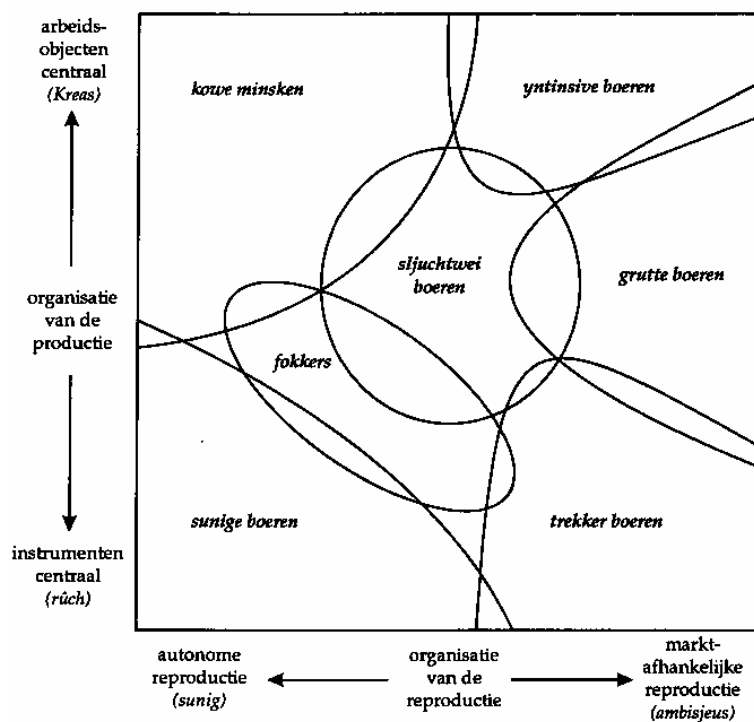 arbeids-
objecten
centraal
(Kreas)
kowe minsken
yntinsive boeren
sljuchtwei
boeren
grutte boeren
organisatie
van de
productie
fokkers
sunige boeren
trekker boeren
instrumenten
centraal
(rûch)
autonome
reproductie
(sunig)
organisatie
van de
reproductie
markt-
afhankelijke
reproductie
(ambisjeus)